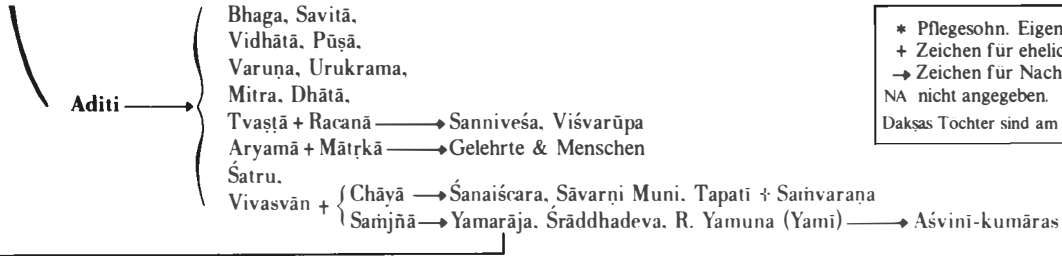 Bhaga, Savitā,
Vidhātā, Pūṣā,
Varuṇa, Urukrama,
Mitra, Dhātā,
Aditi → Tvaṣṭā + Racanā → Sanniveśa, Viśvarūpa
Aryamā + Mātṛkā → Gelehrte & Menschen
Śatru,
Vivasvān + Chāyā → Śanaiścara, Sāvarṇi Muni, Tapatī + Saṁvaraṇa
Saṁjñā → Yamarāja, Śrāddhadeva, R. Yamuna (Yamī) → Aśvinī-kumāras
* Pflegesohn. Eigen
+ Zeichen für ehelic
→ Zeichen für Nach
NA nicht angegeben.
Dakṣas Tochter sind am